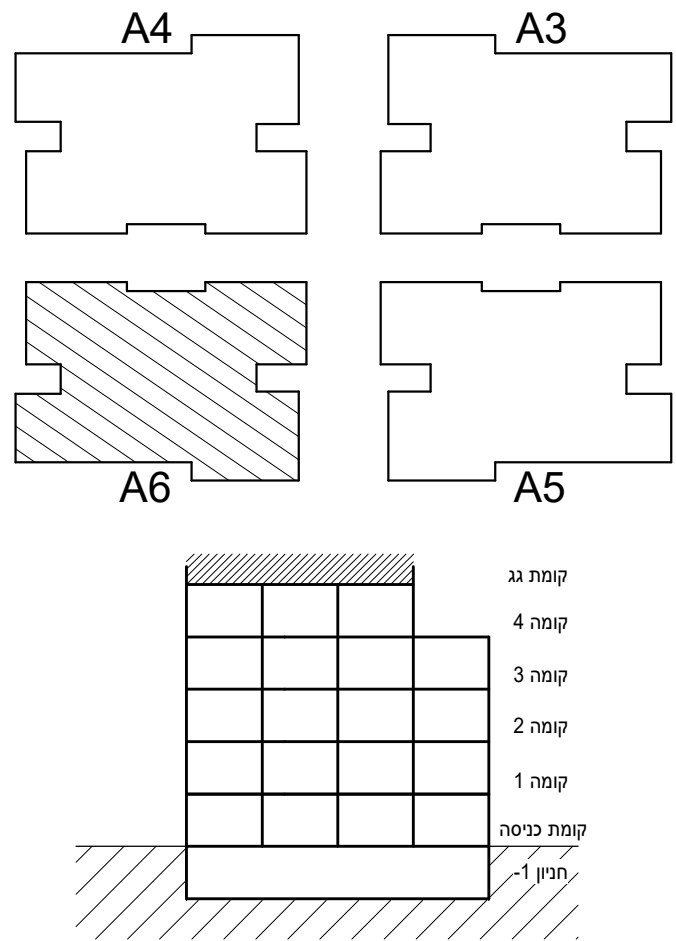 A4 A3
A6 A5
קומת גג
קומה 4
קומה 3
קומה 2
קומה 1
קומת כניסה
חניון 1-